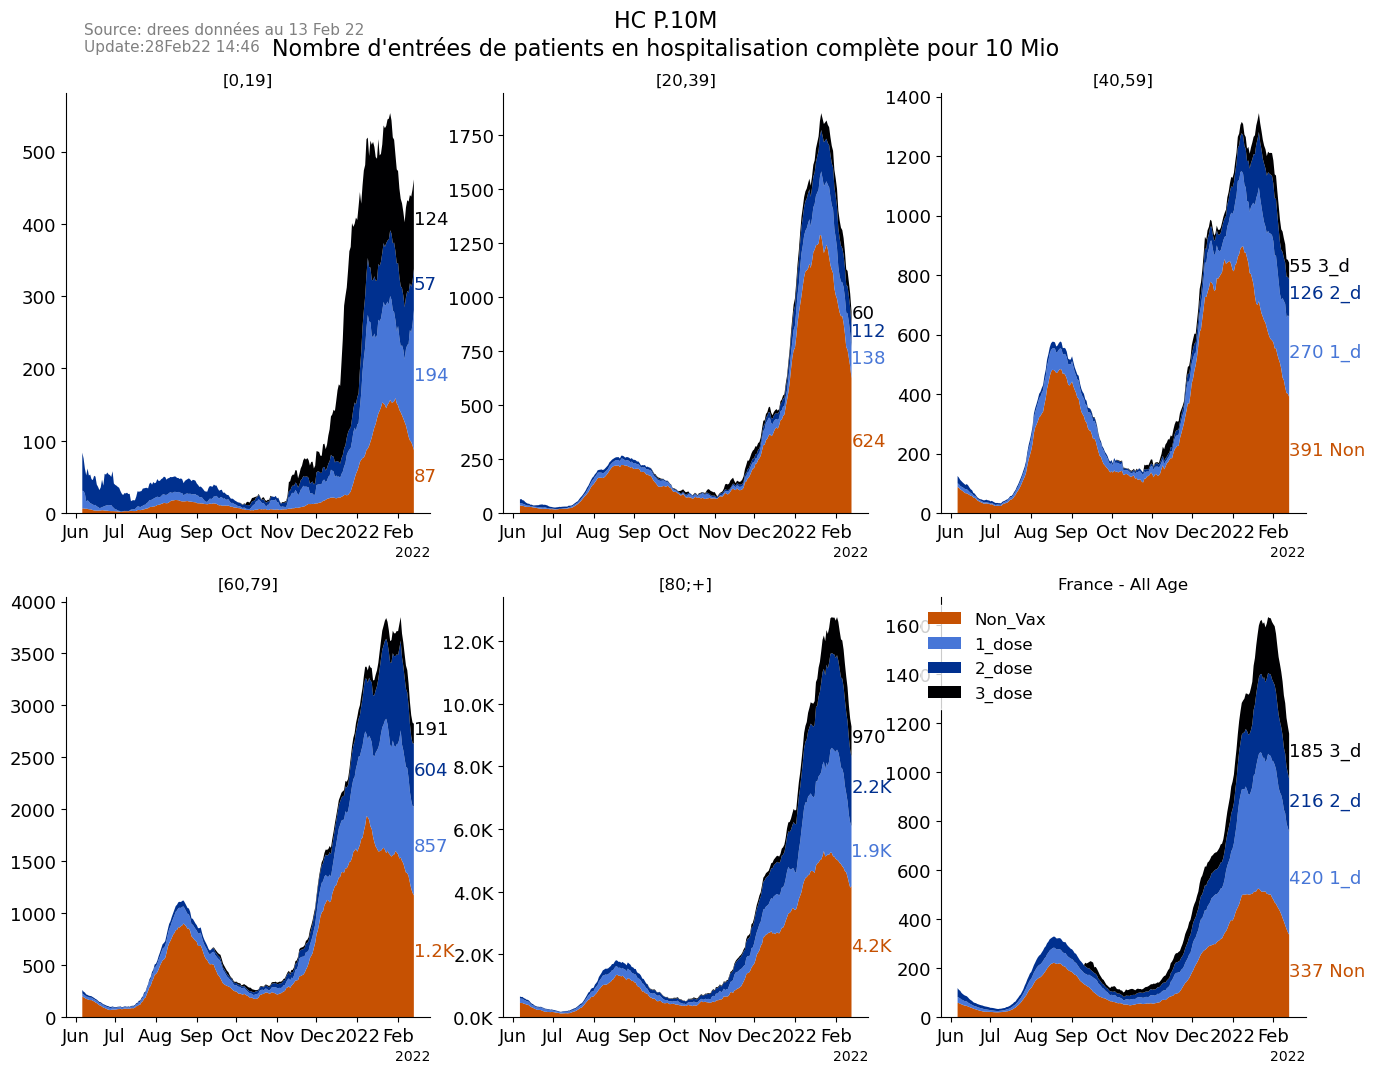 HC P.10M
Source: drees données au 13 Feb 22
Update:28Feb22 14:46
Nombre d'entrées de patients en hospitalisation complète pour 10 Mio
[0,19]
500
400
300
200
100
0
124
57
194
87
Jun Jul Aug Sep Oct Nov Dec 2022 Feb
2022
[20,39]
1750
1500
1250
1000
750
500
250
0
60
112
138
624
Jun Jul Aug Sep Oct Nov Dec 2022 Feb
2022
[40,59]
1400
1200
1000
800
600
400
200
0
55 3_d
126 2_d
270 1_d
391 Non
Jun Jul Aug Sep Oct Nov Dec 2022 Feb
2022
[60,79]
4000
3500
3000
2500
2000
1500
1000
500
0
191
604
857
1.2K
Jun Jul Aug Sep Oct Nov Dec 2022 Feb
2022
[80;+]
12.0K
10.0K
8.0K
6.0K
4.0K
2.0K
0.0K
970
2.2K
1.9K
4.2K
Jun Jul Aug Sep Oct Nov Dec 2022 Feb
2022
France - All Age
Non_Vax
1_dose
2_dose
3_dose
1600
1400
1200
1000
800
600
400
200
0
185 3_d
216 2_d
420 1_d
337 Non
Jun Jul Aug Sep Oct Nov Dec 2022 Feb
2022